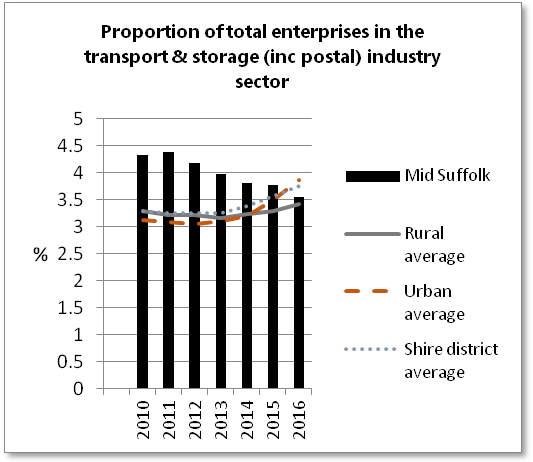 Proportion of total enterprises in the
transport & storage (inc postal) industry
sector
5
4.5
4
3.5
3
2.5
2
1.5
1
0.5
0
%
2010
2011
2012
2013
2014
2015
2016
Mid Suffolk
Rural
average
Urban
average
Shire district
average